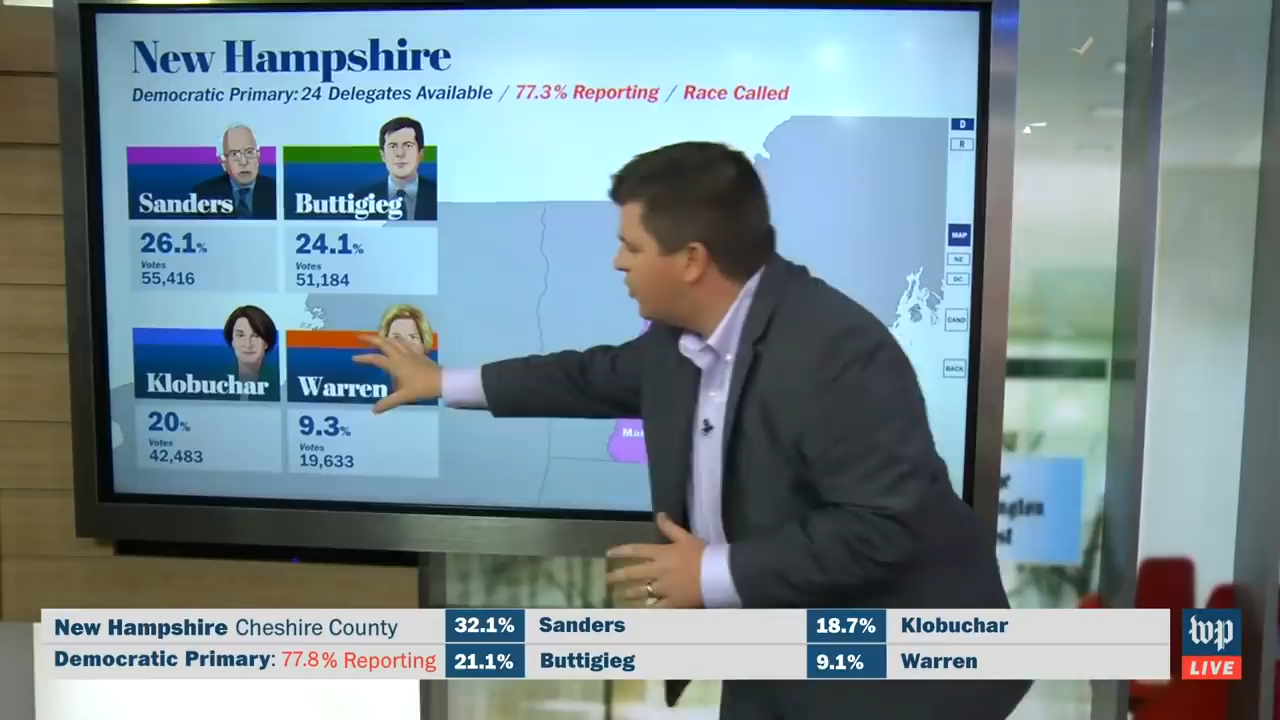 New Hampshire
Democratic Primary: 24 Delegates Available / 77.3% Reporting / Race Called
Sanders
26.1%
Votes
55,416
Buttigieg
24.1%
Votes
51,184
Klobuchar
20%
Votes
42,483
Warren
9.3%
Votes
19,633
D
R
MAP
NE
DC
CAND
BACK
New Hampshire Cheshire County
Democratic Primary: 77.8% Reporting
32.1% Sanders
21.1% Buttigieg
18.7% Klobuchar
9.1% Warren
wp
LIVE